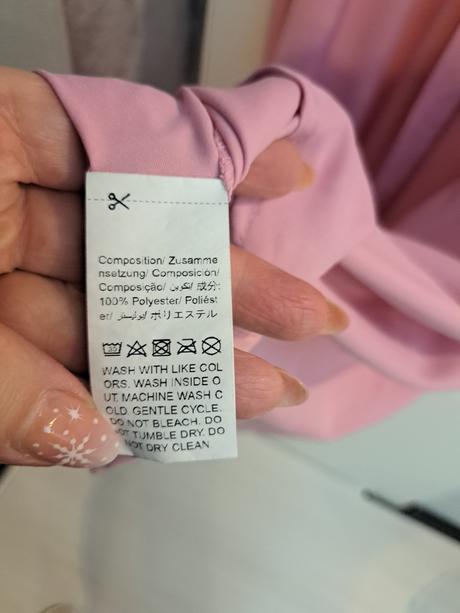 Composition/ Zusamme
nsetzung/ Composición/
Composição/ تكوين/ 成分:
100% Polyester/ Poliést
er/ بوليستر/ ポリエステル
WASH WITH LIKE COL
ORS. WASH INSIDE O
UT. MACHINE WASH C
OLD. GENTLE CYCLE.
DO NOT BLEACH. DO
NOT TUMBLE DRY. DO
NOT DRY CLEAN